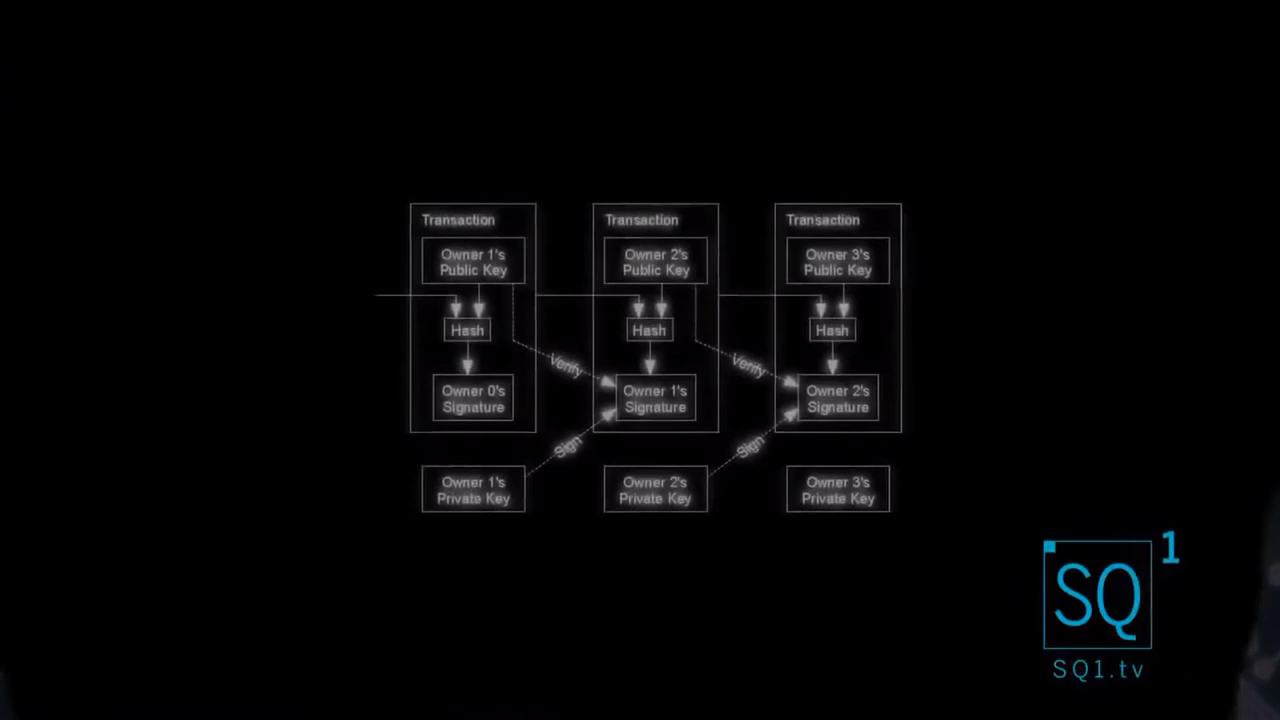 Transaction
Transaction
Transaction
Owner 1's
Public Key
Owner 2's
Public Key
Owner 3's
Public Key
Hash
Hash
Hash
Verify
Verify
Owner 0's
Signature
Owner 1's
Signature
Owner 2's
Signature
Sign
Sign
Owner 1's
Private Key
Owner 2's
Private Key
Owner 3's
Private Key
SQ
1
SQ1.tv